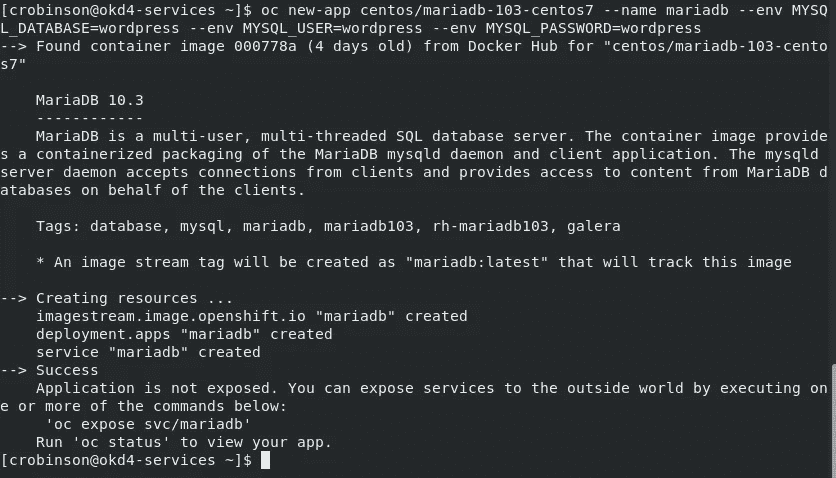 [crobinson@okd4-services ~]$ oc new-app centos/mariadb-103-centos7 --name mariadb --env MYSQ
L_DATABASE=wordpress --env MYSQL_USER=wordpress --env MYSQL_PASSWORD=wordpress
--> Found container image 000778a (4 days old) from Docker Hub for "centos/mariadb-103-cento
s7"

    MariaDB 10.3
    ------------
    MariaDB is a multi-user, multi-threaded SQL database server. The container image provide
s a containerized packaging of the MariaDB mysqld daemon and client application. The mysqld
server daemon accepts connections from clients and provides access to content from MariaDB d
atabases on behalf of the clients.

    Tags: database, mysql, mariadb, mariadb103, rh-mariadb103, galera

    * An image stream tag will be created as "mariadb:latest" that will track this image

--> Creating resources ...
    imagestream.image.openshift.io "mariadb" created
    deployment.apps "mariadb" created
    service "mariadb" created
--> Success
    Application is not exposed. You can expose services to the outside world by executing on
e or more of the commands below:
     'oc expose svc/mariadb'
    Run 'oc status' to view your app.
[crobinson@okd4-services ~]$